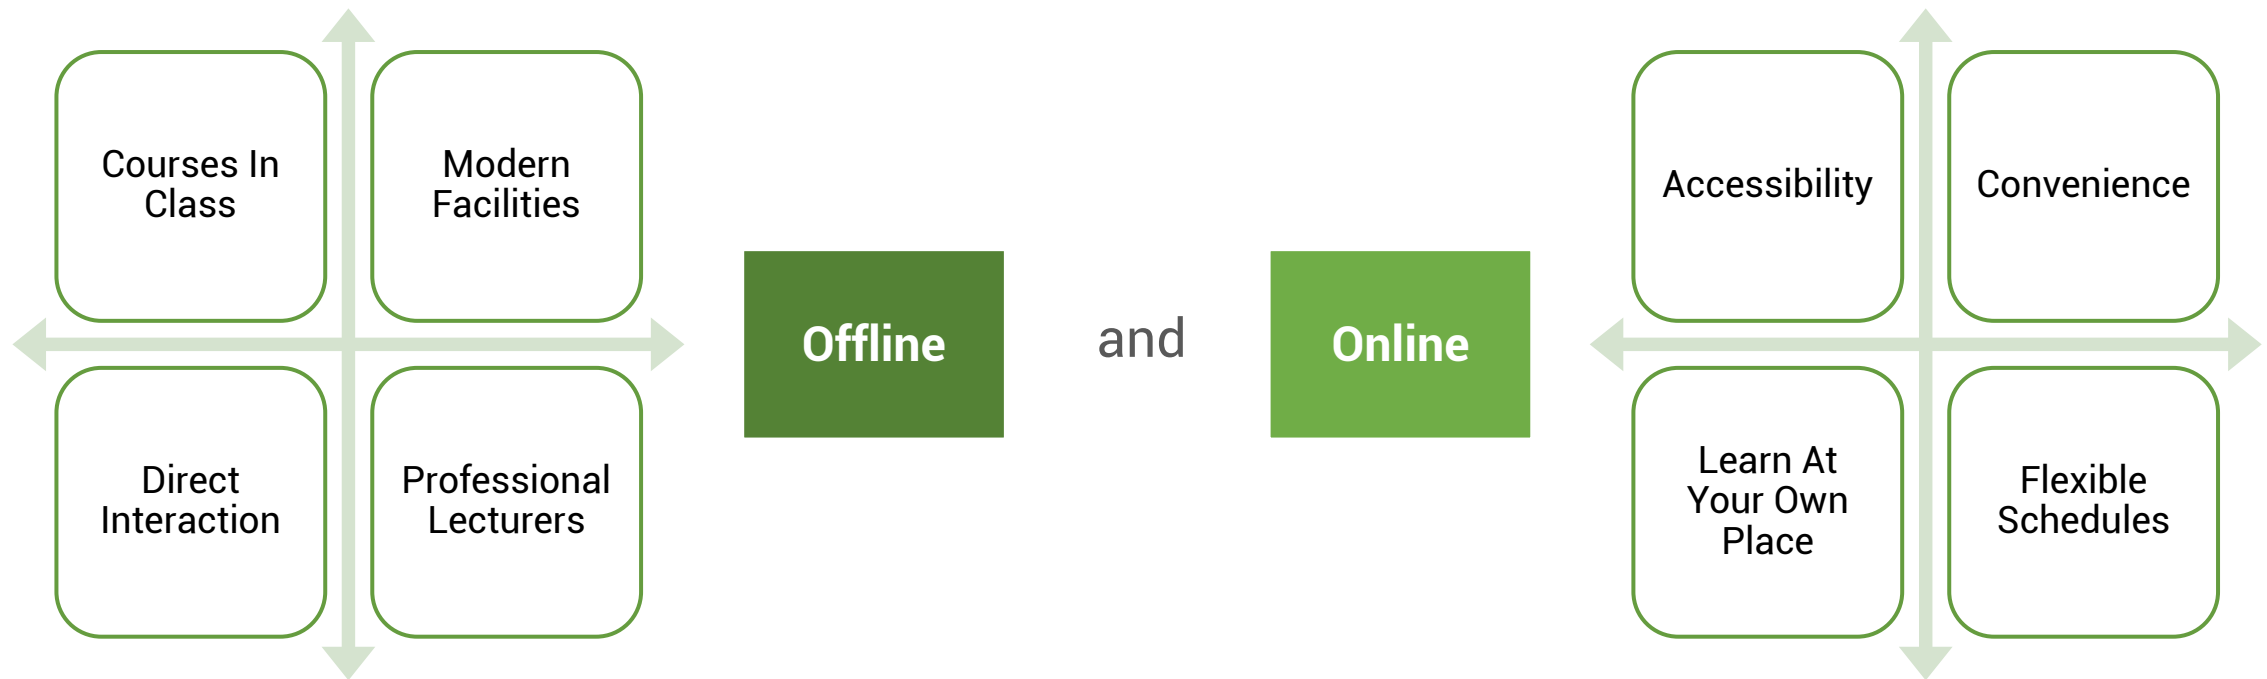 Courses In
Class
Modern
Facilities
Direct
Interaction
Professional
Lecturers
Offline
and
Online
Accessibility
Convenience
Learn At
Your Own
Place
Flexible
Schedules